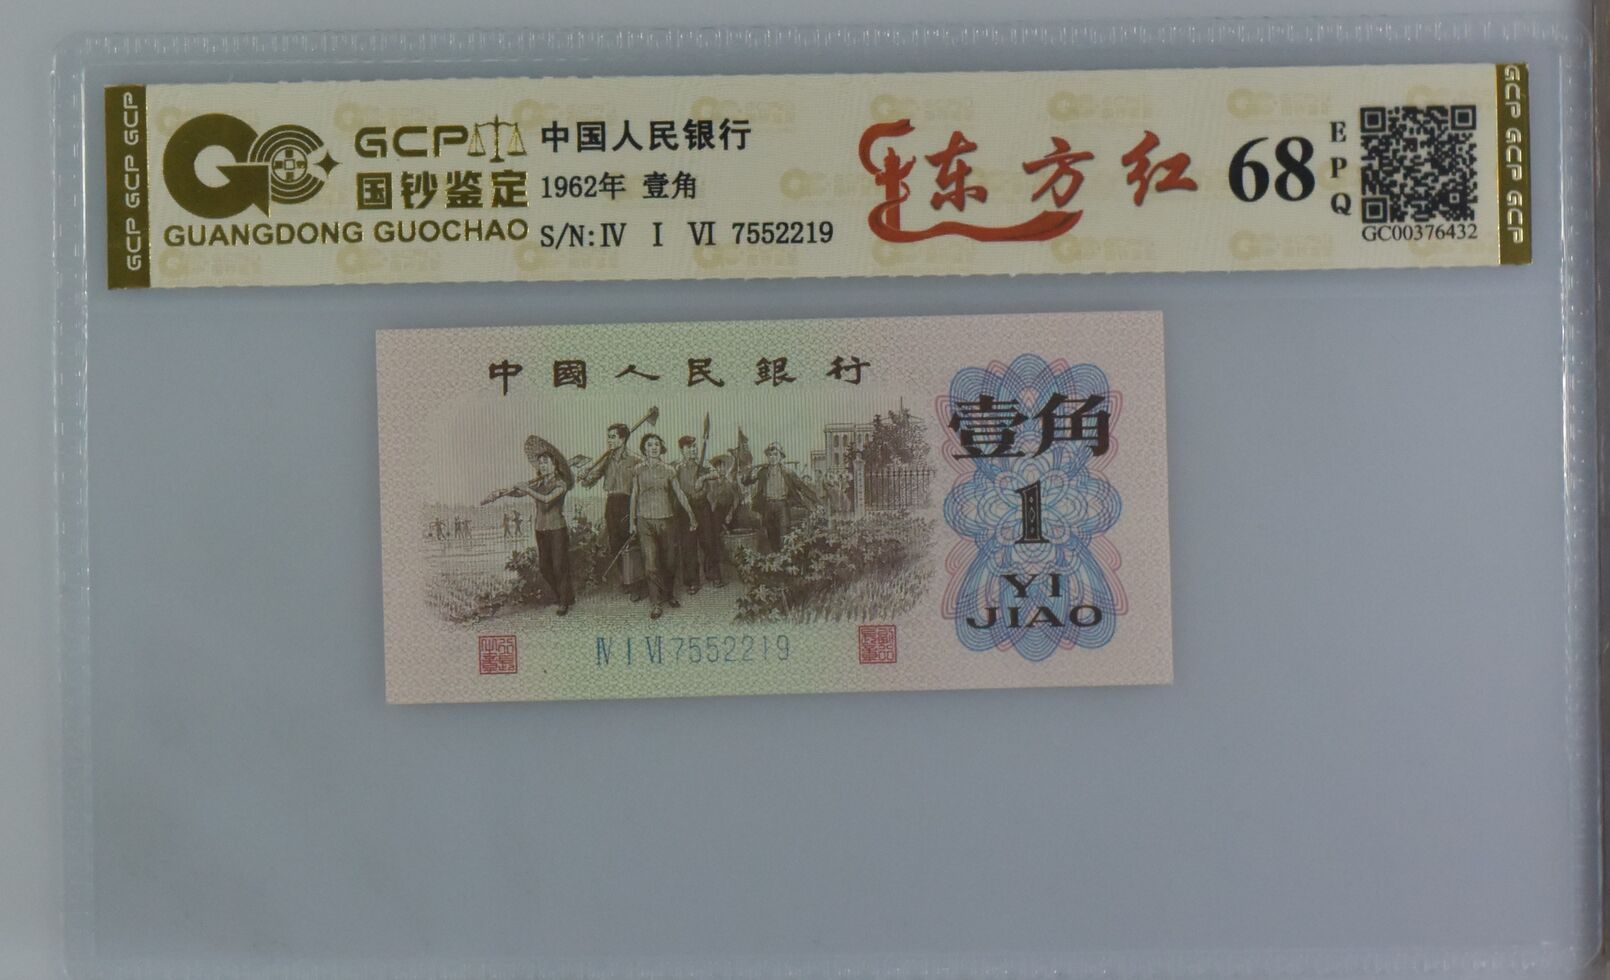 GCP GCP GCP
GCP
国钞鉴定
GUANGDONG GUOCHAO
中国人民银行
1962年 壹角
S/N:Ⅳ Ⅰ Ⅵ 7552219
东方红
68
EPQ
GC00376432
GCP GCP GCP
中國人民銀行
壹角
1
YI
JIAO
Ⅳ Ⅰ Ⅵ 7552219